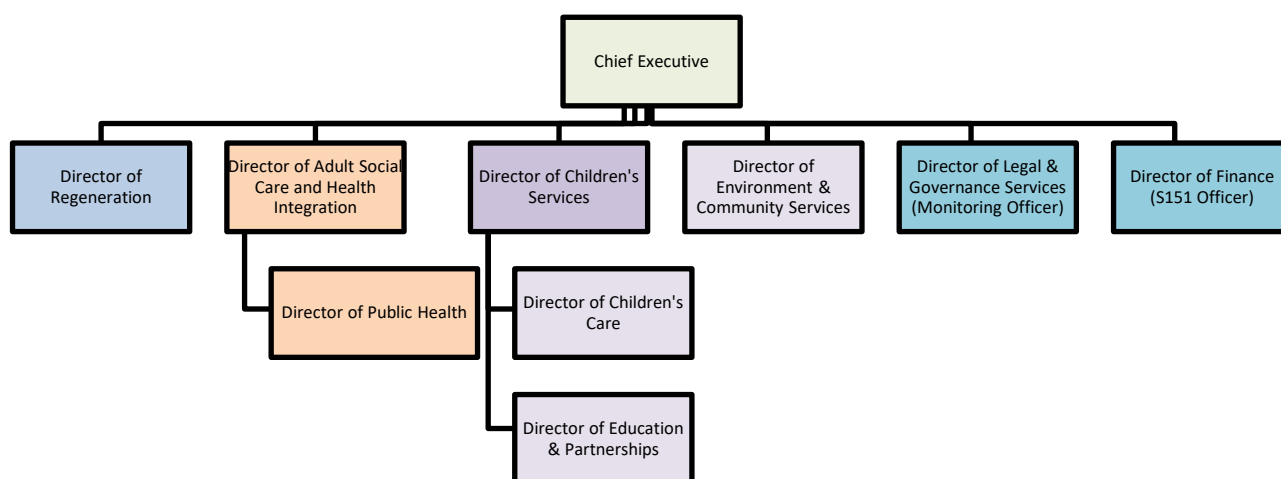 Chief Executive
Director of
Regeneration
Director of Adult Social
Care and Health
Integration
Director of Children's
Services
Director of
Environment &
Community Services
Director of Legal &
Governance Services
(Monitoring Officer)
Director of Finance
(S151 Officer)
Director of Public Health
Director of Children's
Care
Director of Education
& Partnerships